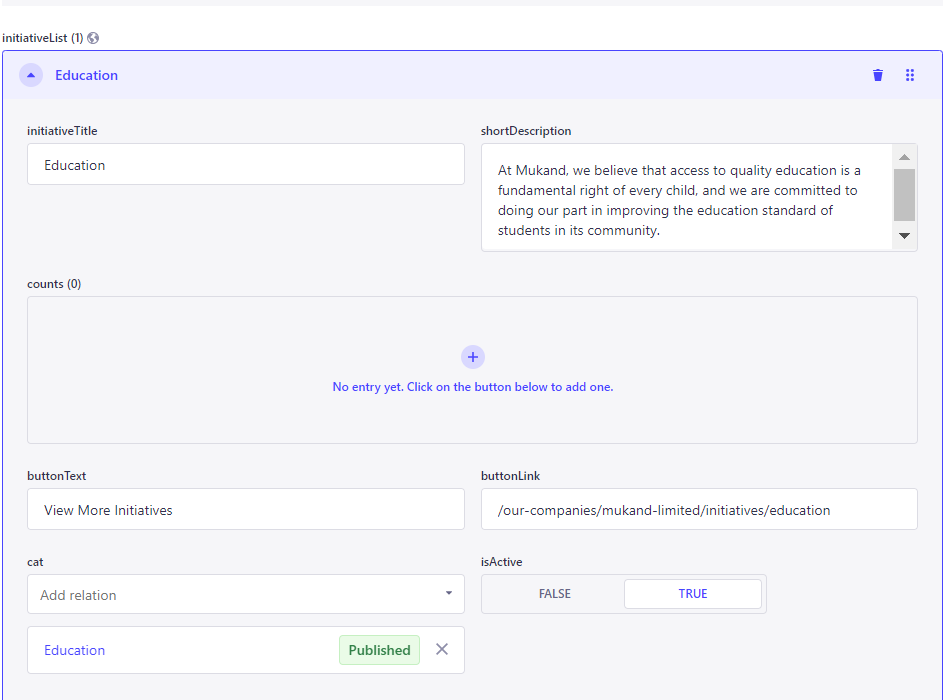 initiativeList (1)
Education
initiativeTitle
Education
shortDescription
At Mukand, we believe that access to quality education is a
fundamental right of every child, and we are committed to
doing our part in improving the education standard of
students in its community.
counts (0)
No entry yet. Click on the button below to add one.
buttonText
View More Initiatives
buttonLink
/our-companies/mukand-limited/initiatives/education
cat
Add relation
Education
Published
isActive
FALSE
TRUE